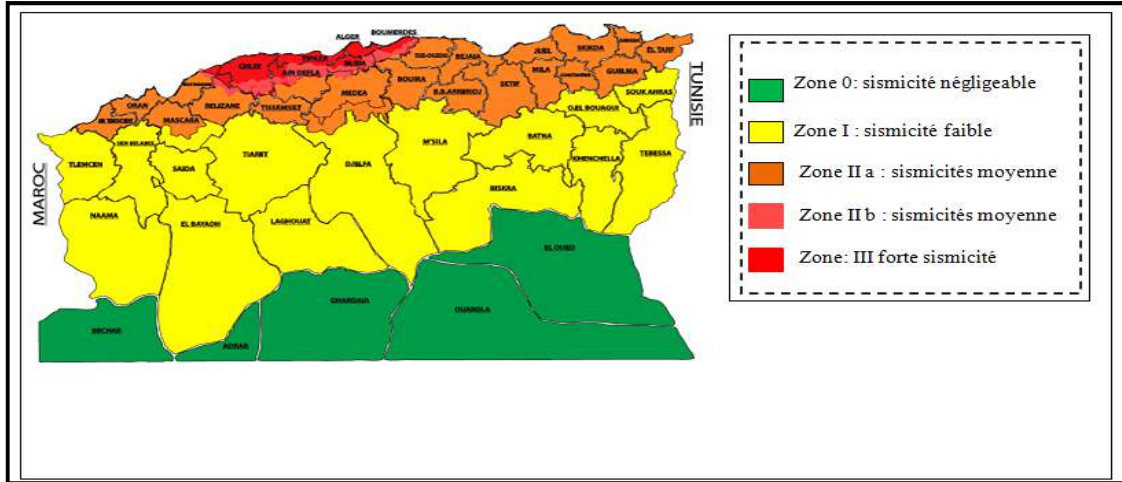 BOUMERDES
ALGER
TIPAZA
CHLEF
BLIDA
AIN DEFLA
TIZI-OUZOU
BEJAIA
JIJEL
SKIKDA
EL TARF
GUELMA
MILA
SETIF
BOUIRA
B.B.ARRERIDJ
MEDEA
TISSEMSILT
RELIZANE
ORAN
MASCARA
SOUK AHRAS
O.EL BOUAGUI
TUNISIE
MAROC
TLEMCEN
SAIDA
TIARET
DJELFA
M'SILA
BATNA
KHENCHELLA
TEBESSA
BISKRA
NAAMA
EL BAYADH
LAGHOUAT
EL OUED
GHARDAIA
OUARGLA
BECHAR
ADRAR
Zone 0: sismicité négligeable
Zone I : sismicité faible
Zone II a : sismicités moyenne
Zone II b : sismicités moyenne
Zone: III forte sismicité